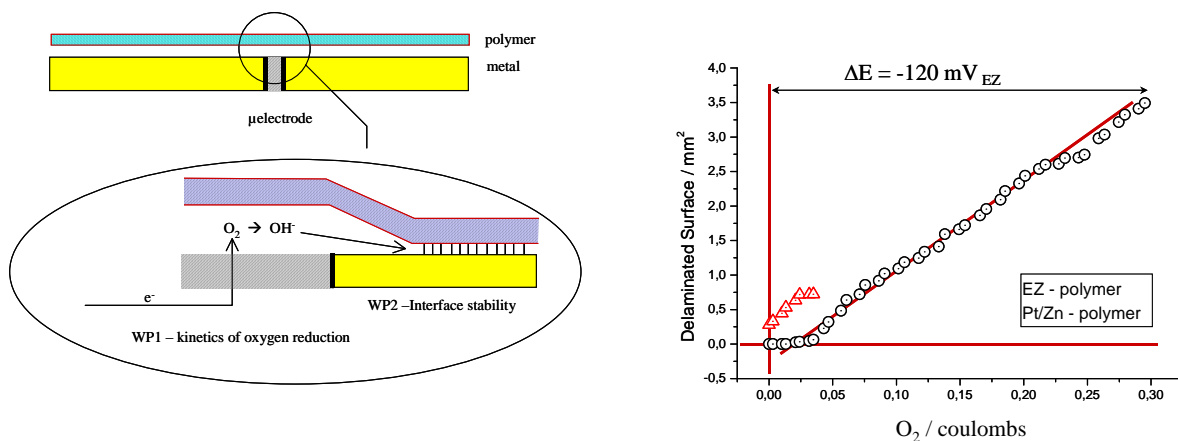 polymer
metal
µelectrode
O2 → OH-
e-
WP2 –Interface stability
WP1 – kinetics of oxygen reduction
ΔE = -120 mV EZ
4,0
3,5
3,0
2,5
2,0
1,5
1,0
0,5
0,0
-0,5
Delaminated Surface / mm²
EZ - polymer
Pt/Zn - polymer
0,00 0,05 0,10 0,15 0,20 0,25 0,30
O2 / coulombs